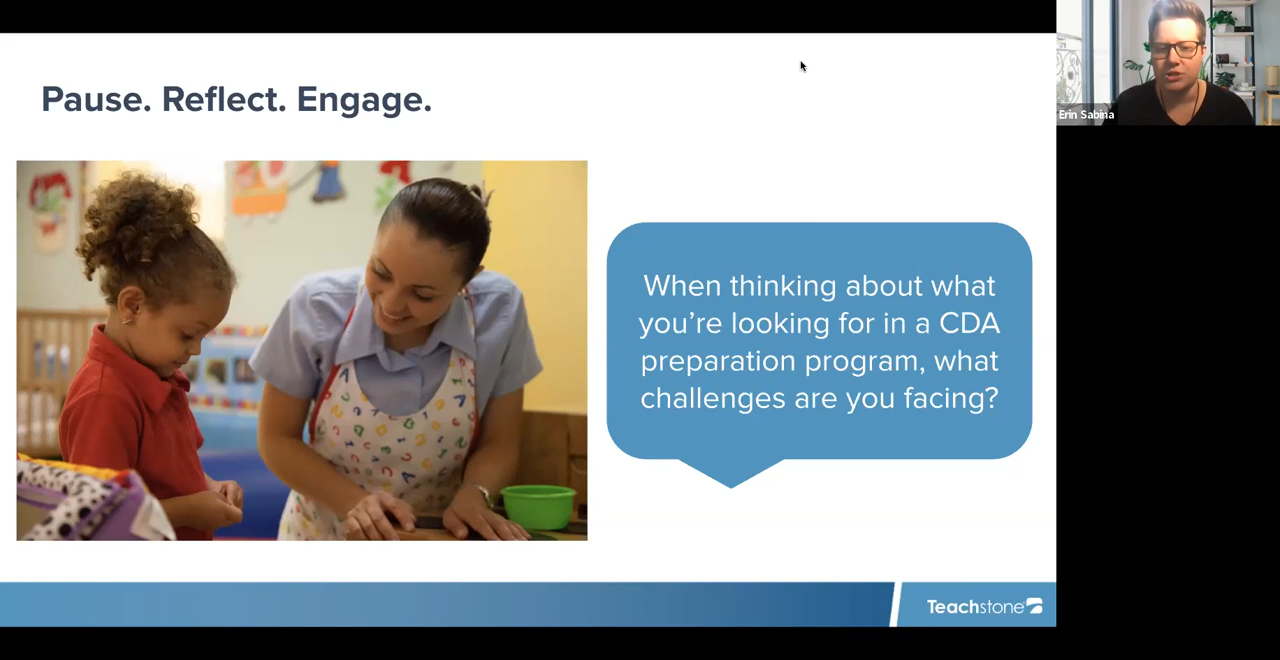 Pause. Reflect. Engage.
When thinking about what
you’re looking for in a CDA
preparation program, what
challenges are you facing?
Teachstone
Erin Sabina